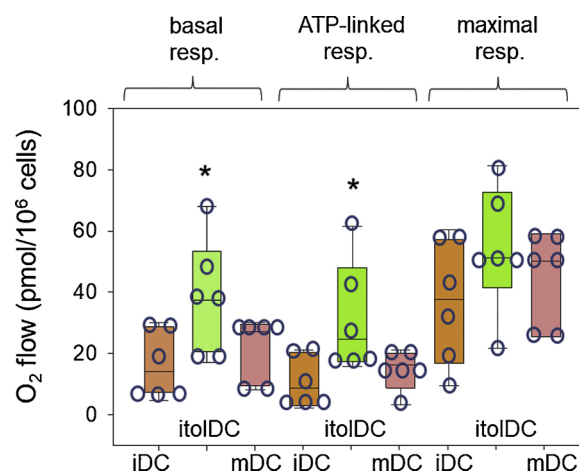 basal ATP-linked maximal
resp. resp. resp.
O2 flow (pmol/10⁶ cells)
100
80
60
40
20
0
* *
itolDC itolDC itolDC
iDC mDC iDC mDC iDC mDC